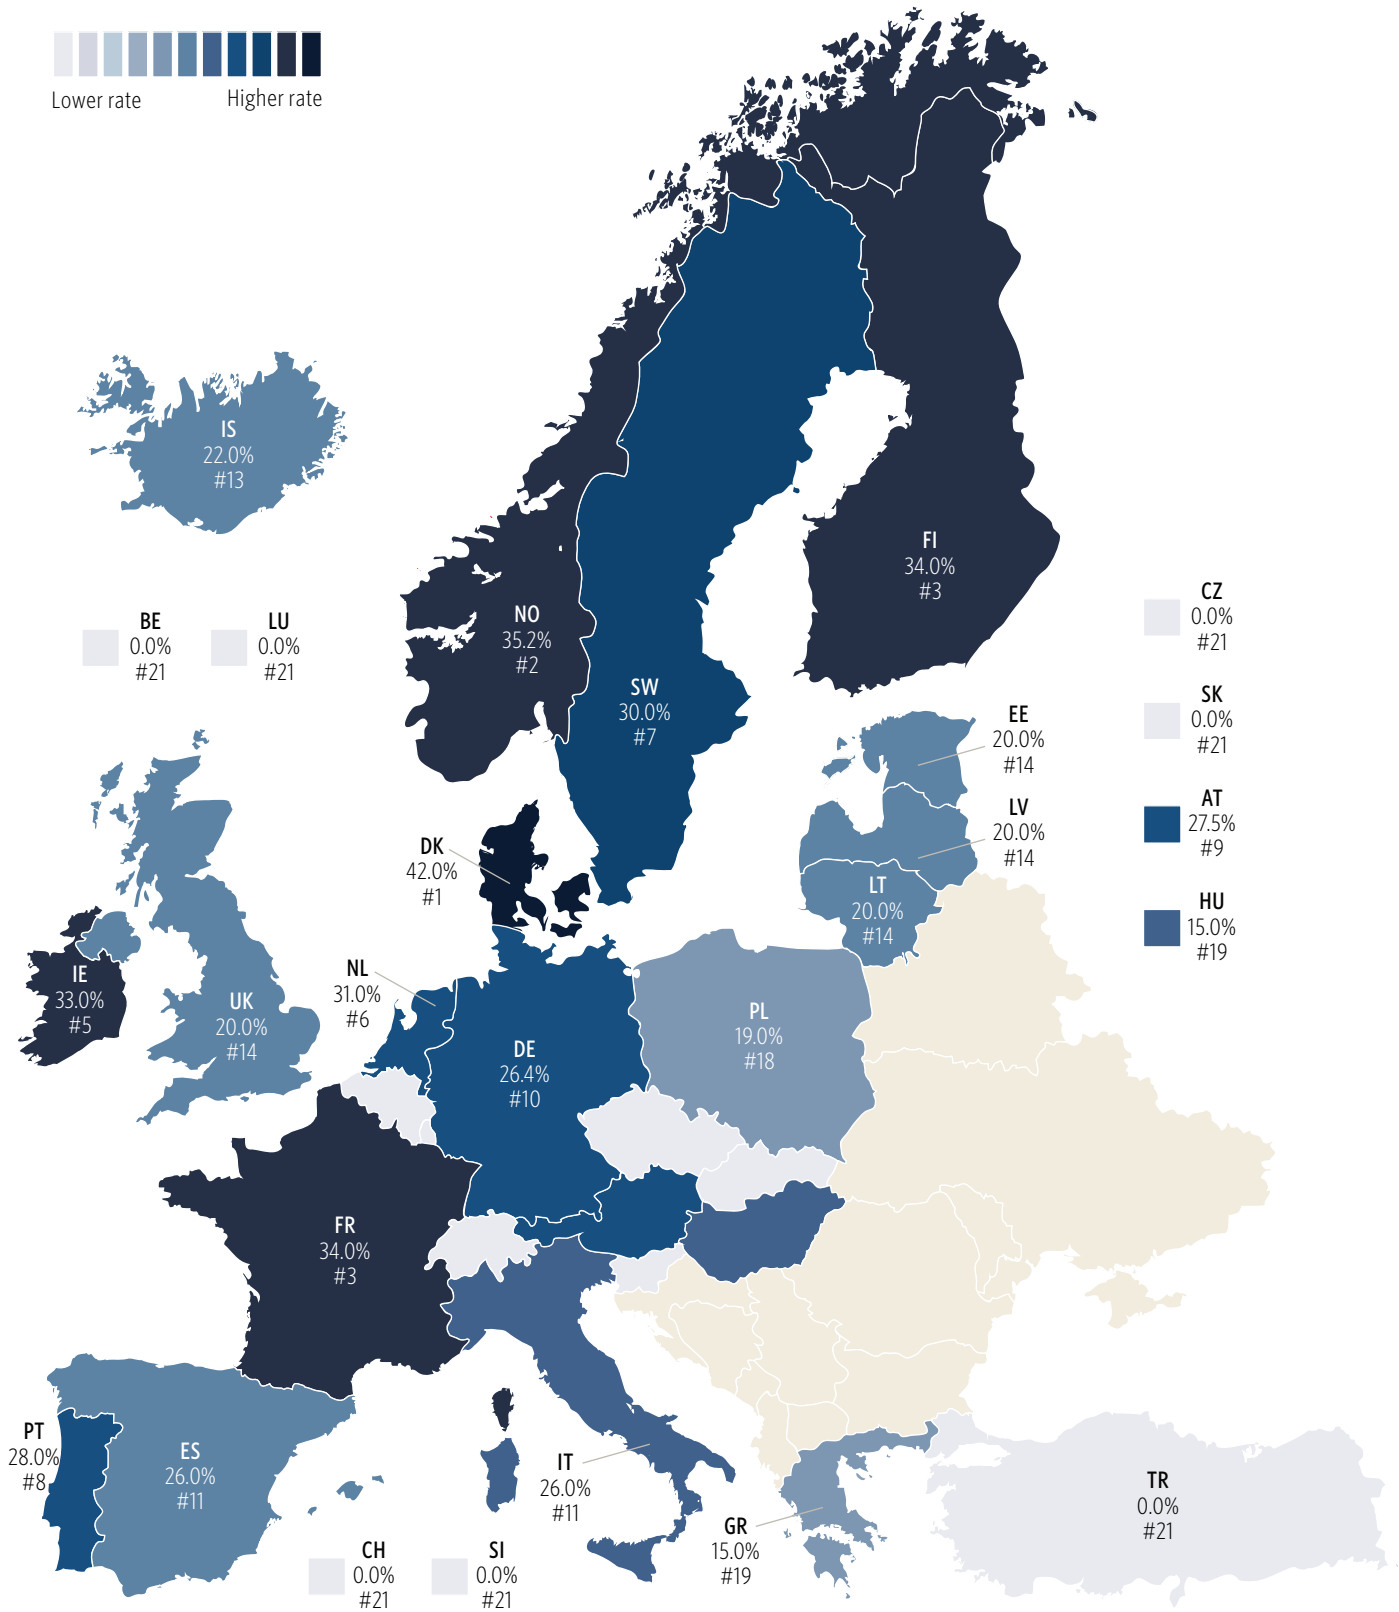 Lower rate
Higher rate
IS
22.0%
#13
FI
34.0%
#3
NO
35.2%
#2
BE
0.0%
#21
LU
0.0%
#21
CZ
0.0%
#21
SW
30.0%
#7
SK
0.0%
#21
EE
20.0%
#14
AT
27.5%
#9
LV
20.0%
#14
DK
42.0%
#1
LT
20.0%
#14
HU
15.0%
#19
IE
33.0%
#5
NL
31.0%
#6
UK
20.0%
#14
PL
19.0%
#18
DE
26.4%
#10
FR
34.0%
#3
PT
28.0%
#8
ES
26.0%
#11
IT
26.0%
#11
TR
0.0%
#21
GR
15.0%
#19
CH
0.0%
#21
SI
0.0%
#21